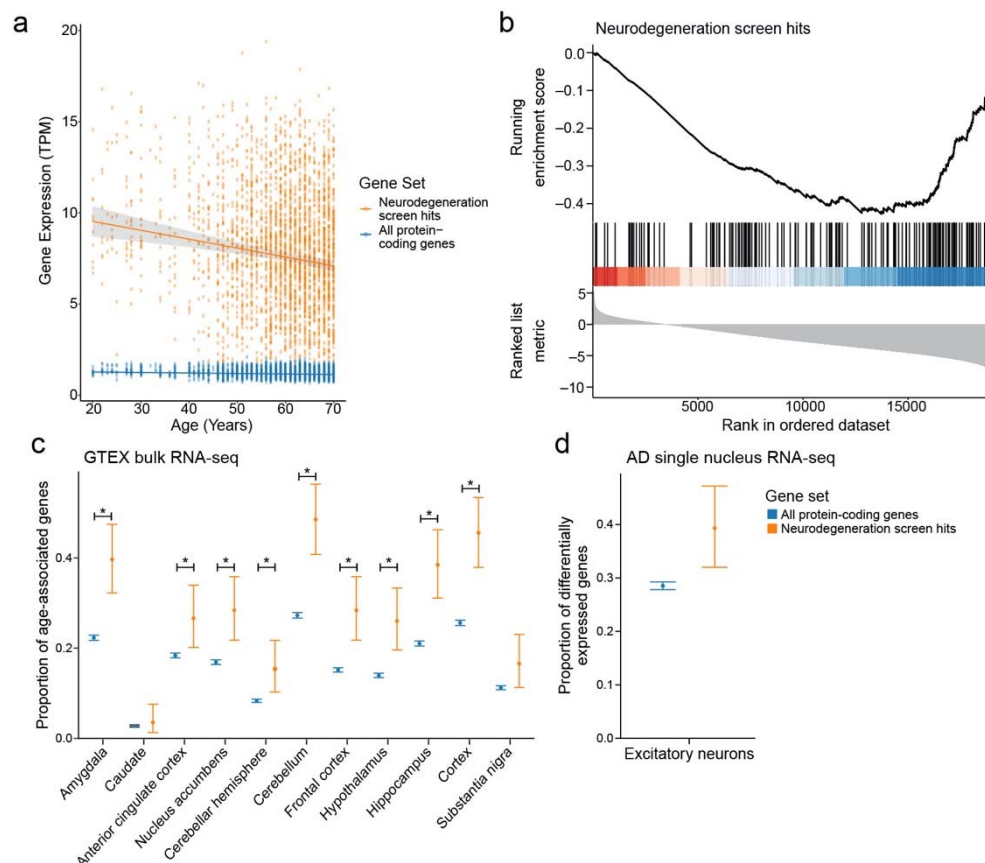 a
20
15
10
5
0
Gene Expression (TPM)
20 30 40 50 60 70
Age (Years)
Gene Set
Neurodegeneration
screen hits
All protein–
coding genes
b
Neurodegeneration screen hits
0.0
−0.1
−0.2
−0.3
−0.4
Running
enrichment score
5
0
−5
−10
Ranked list
metric
5000 10000 15000
Rank in ordered dataset
c
GTEX bulk RNA-seq
* * * * * * * * *
0.4
0.2
0.0
Proportion of age-associated genes
Amygdala
Caudate
Anterior cingulate cortex
Nucleus accumbens
Cerebellar hemisphere
Cerebellum
Frontal cortex
Hypothalamus
Hippocampus
Cortex
Substantia nigra
d
AD single nucleus RNA-seq
0.4
0.3
0.2
0.1
0.0
Proportion of differentially
expressed genes
Excitatory neurons
Gene set
All protein-coding genes
Neurodegeneration screen hits